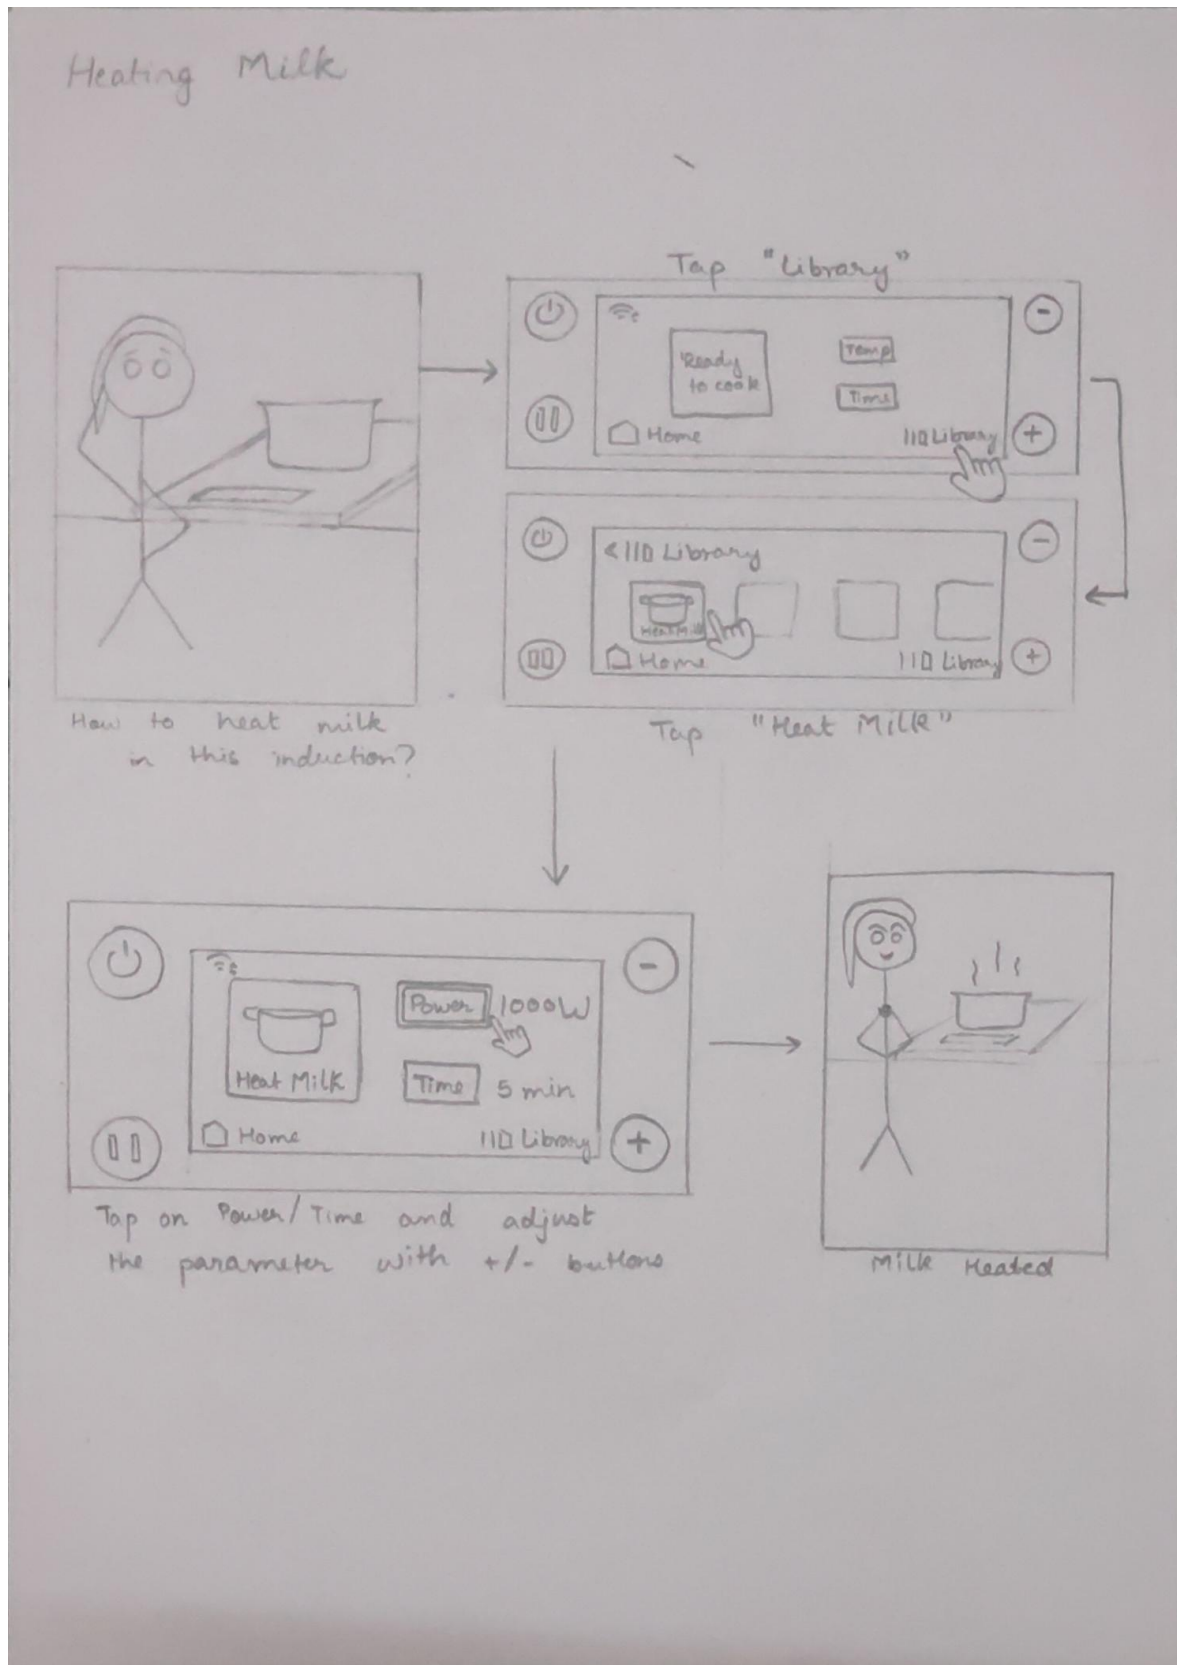 Heating Milk
Tap "Library"
Ready
to cook
Temp
Time
Home
Library
< Library
Heat Milk
Home
Library
Tap "Heat Milk"
How to heat milk
in this induction?
Power 1000W
Heat Milk
Time 5 min
Home
Library
Tap on Power/Time and adjust
the parameter with +/- buttons
Milk Heated